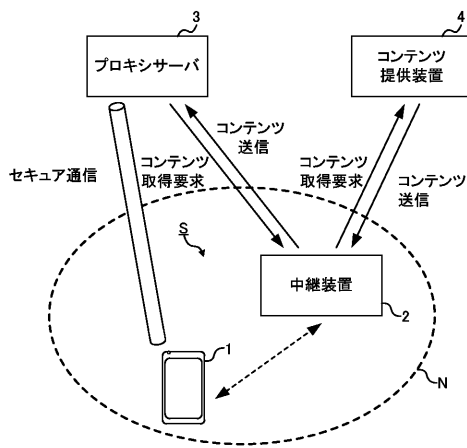 3
プロキシサーバ
4
コンテンツ
提供装置
コンテンツ
送信
コンテンツ
取得要求
コンテンツ
取得要求
コンテンツ
送信
セキュア通信
S
中継装置
2
1
N